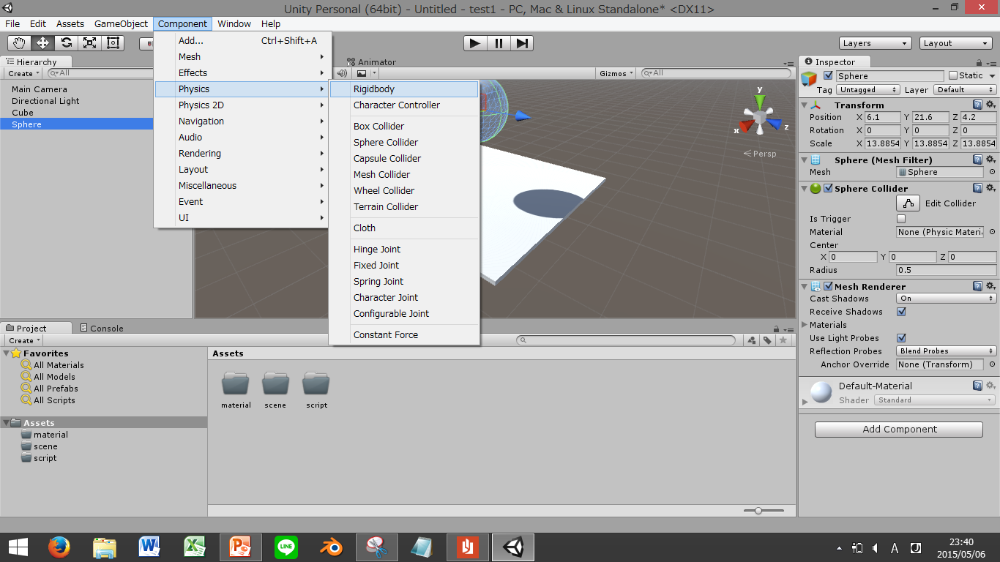 Unity Personal (64bit) - Untitled - test1 - PC, Mac & Linux Standalone* <DX11>
File Edit Assets GameObject Component Window Help
Layers Layout
Add... Ctrl+Shift+A
Mesh
Effects
Physics
Physics 2D
Navigation
Audio
Rendering
Layout
Miscellaneous
Event
UI
Rigidbody
Character Controller
Box Collider
Sphere Collider
Capsule Collider
Mesh Collider
Wheel Collider
Terrain Collider
Cloth
Hinge Joint
Fixed Joint
Spring Joint
Character Joint
Configurable Joint
Constant Force
Hierarchy
Create All
Main Camera
Directional Light
Cube
Sphere
Animator
Gizmos All
y
x z
Persp
Inspector
Sphere Static
Tag Untagged Layer Default
Transform
Position X 6.1 Y 21.6 Z 4.2
Rotation X 0 Y 0 Z 0
Scale X 13.8854 Y 13.8854 Z 13.8854
Sphere (Mesh Filter)
Mesh Sphere
Sphere Collider
Edit Collider
Is Trigger
Material None (Physic Materi
Center
X 0 Y 0 Z 0
Radius 0.5
Mesh Renderer
Cast Shadows On
Receive Shadows
Materials
Use Light Probes
Reflection Probes Blend Probes
Anchor Override None (Transform)
Default-Material
Shader Standard
Add Component
Project Console
Create
Favorites
All Materials
All Models
All Prefabs
All Scripts
Assets
material
scene
script
Assets
material scene script
A J
23:40
2015/05/06